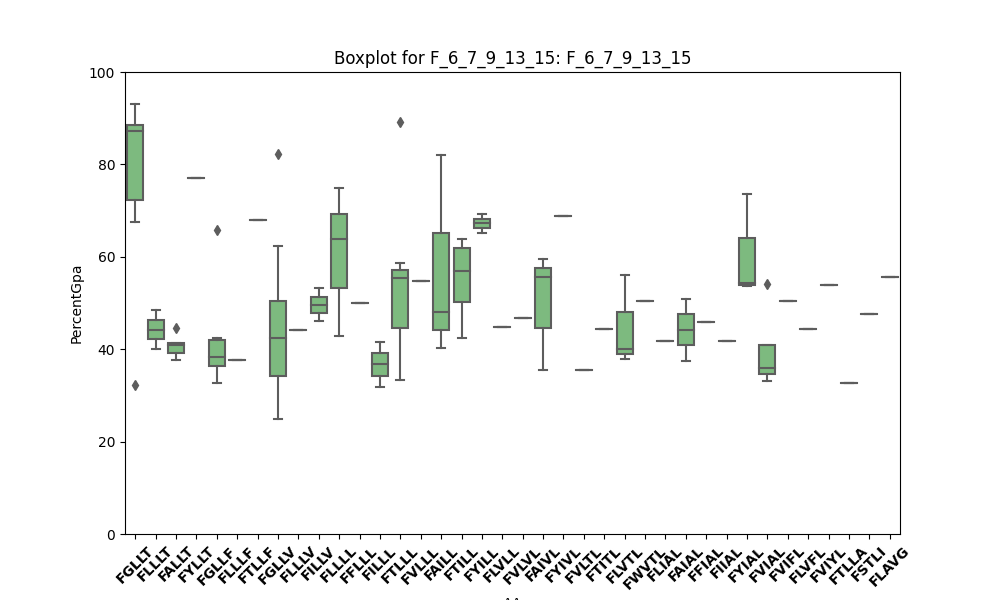 Boxplot for F_6_7_9_13_15: F_6_7_9_13_15
100
80
60
40
20
0
PercentGpa
FGLLT FLLLT FALLT FYLLT FGLLF FLLLF FTLLF FGLLV FLLLV FILLV FLLLL FFLLL FILLL FTLLL FVLLL FAILL FTILL FYILL FLVLL FVLVL FAIVL FYIVL FVLTL FTITL FLVTL FWVTL FLIAL FAIAL FFIAL FIIAL FYIAL FVIAL FVIFL FLVFL FVIYL FTLLA FSTLI FLAVG